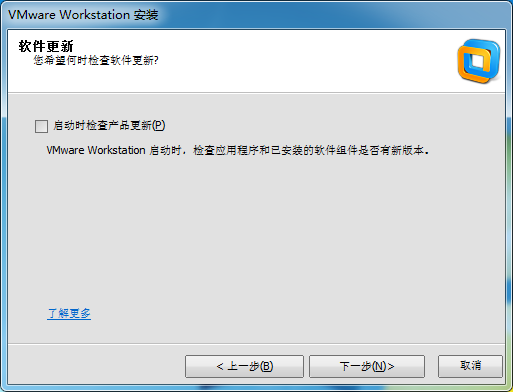 VMware Workstation 安装
软件更新
您希望何时检查软件更新?
启动时检查产品更新(P)
VMware Workstation 启动时，检查应用程序和已安装的软件组件是否有新版本。
了解更多
< 上一步(B)
下一步(N)>
取消